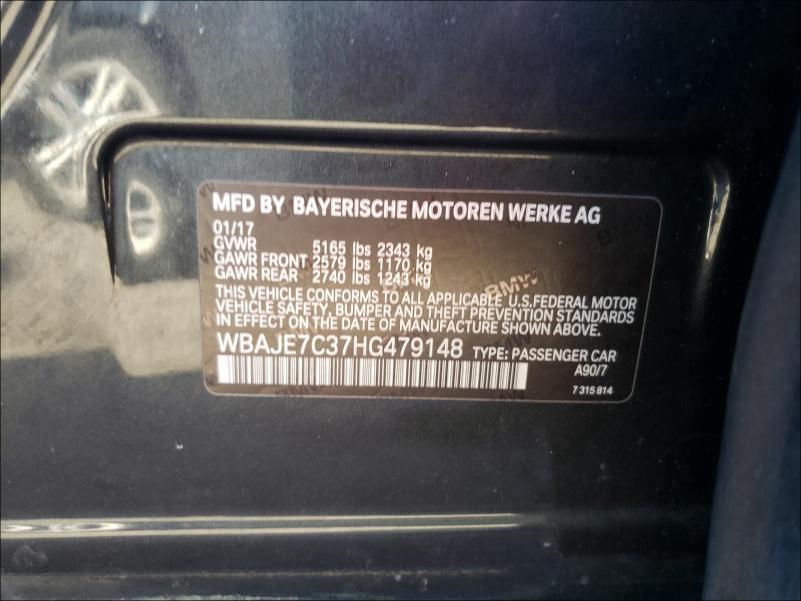 MFD BY BAYERISCHE MOTOREN WERKE AG
01/17
GVWR 5165 lbs 2343 kg
GAWR FRONT 2579 lbs 1170 kg
GAWR REAR 2740 lbs 1243 kg
BMW
THIS VEHICLE CONFORMS TO ALL APPLICABLE U.S.FEDERAL MOTOR
VEHICLE SAFETY, BUMPER AND THEFT PREVENTION STANDARDS
IN EFFECT ON THE DATE OF MANUFACTURE SHOWN ABOVE.
WBAJE7C37HG479148 TYPE: PASSENGER CAR
A90/7
7 315 814